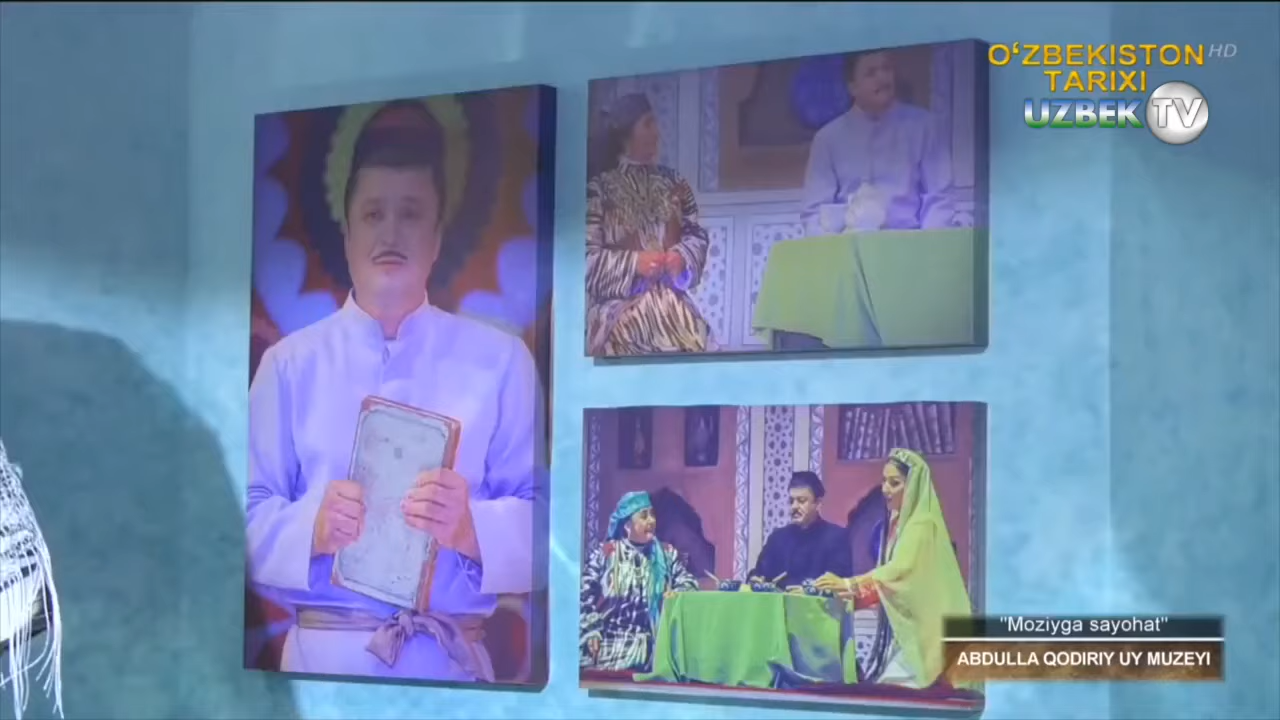 O‘ZBEKISTON HD
TARIXI
UZBEK TV
"Moziyga sayohat"
ABDULLA QODIRIY UY MUZEYI